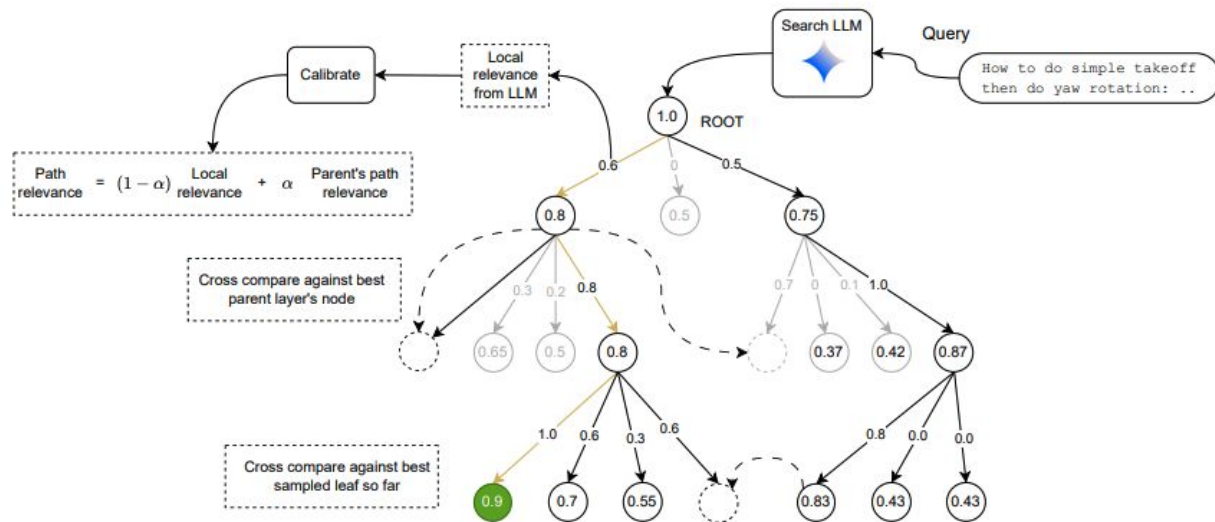 Search LLM
Query
How to do simple takeoff
then do yaw rotation: ..
Local
relevance
from LLM
Calibrate
1.0
ROOT
Path
relevance
= (1 − α)
Local
relevance
+ α
Parent's path
relevance
0.6
0
0.5
0.8
0.5
0.75
Cross compare against best
parent layer's node
0.3
0.2
0.8
0.7
0
0.1
1.0
0.65
0.5
0.8
0.37
0.42
0.87
1.0
0.6
0.3
0.6
0.8
0.0
0.0
Cross compare against best
sampled leaf so far
0.9
0.7
0.55
0.83
0.43
0.43